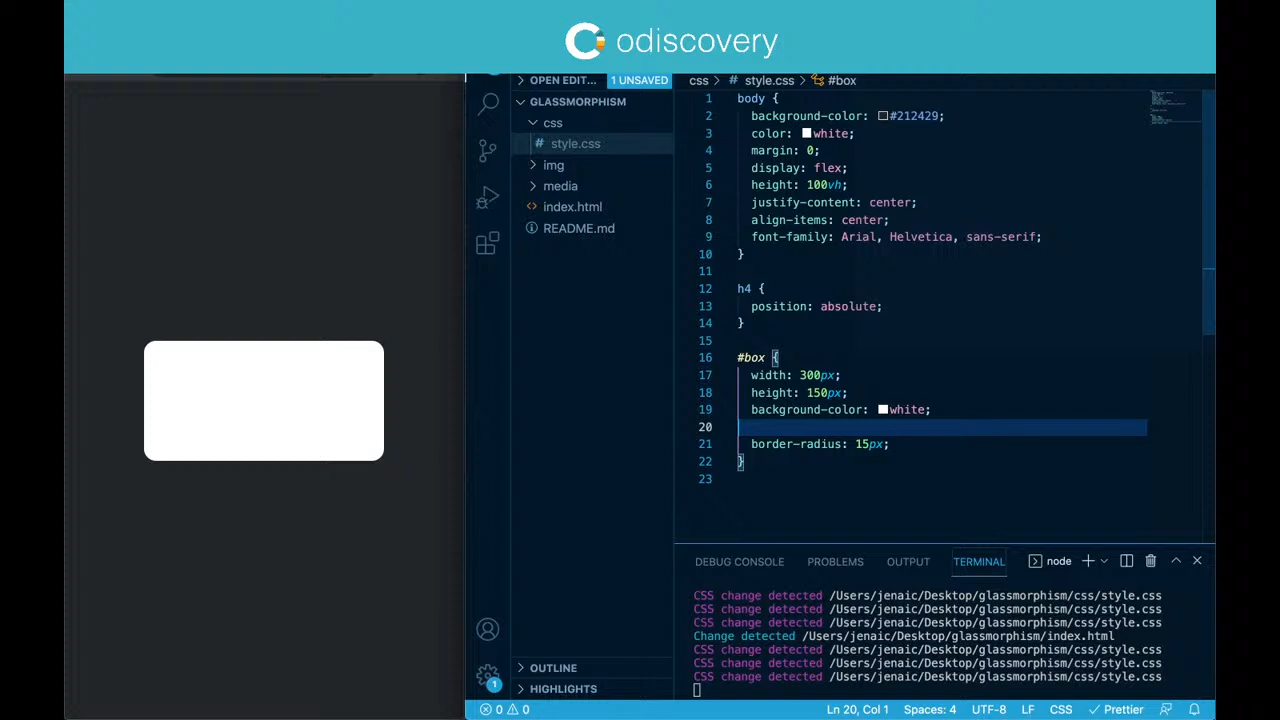 Codiscovery
OPEN EDIT... 1 UNSAVED
GLASSMORPHISM
css
# style.css
img
media
<> index.html
README.md
OUTLINE
HIGHLIGHTS
1
css > # style.css > #box
1 body {
2 background-color: #212429;
3 color: white;
4 margin: 0;
5 display: flex;
6 height: 100vh;
7 justify-content: center;
8 align-items: center;
9 font-family: Arial, Helvetica, sans-serif;
10 }
11
12 h4 {
13 position: absolute;
14 }
15
16 #box {
17 width: 300px;
18 height: 150px;
19 background-color: white;
20
21 border-radius: 15px;
22 }
23
DEBUG CONSOLE PROBLEMS OUTPUT TERMINAL node
CSS change detected /Users/jenaic/Desktop/glassmorphism/css/style.css
CSS change detected /Users/jenaic/Desktop/glassmorphism/css/style.css
CSS change detected /Users/jenaic/Desktop/glassmorphism/css/style.css
Change detected /Users/jenaic/Desktop/glassmorphism/index.html
CSS change detected /Users/jenaic/Desktop/glassmorphism/css/style.css
CSS change detected /Users/jenaic/Desktop/glassmorphism/css/style.css
CSS change detected /Users/jenaic/Desktop/glassmorphism/css/style.css
0 0 Ln 20, Col 1 Spaces: 4 UTF-8 LF CSS Prettier